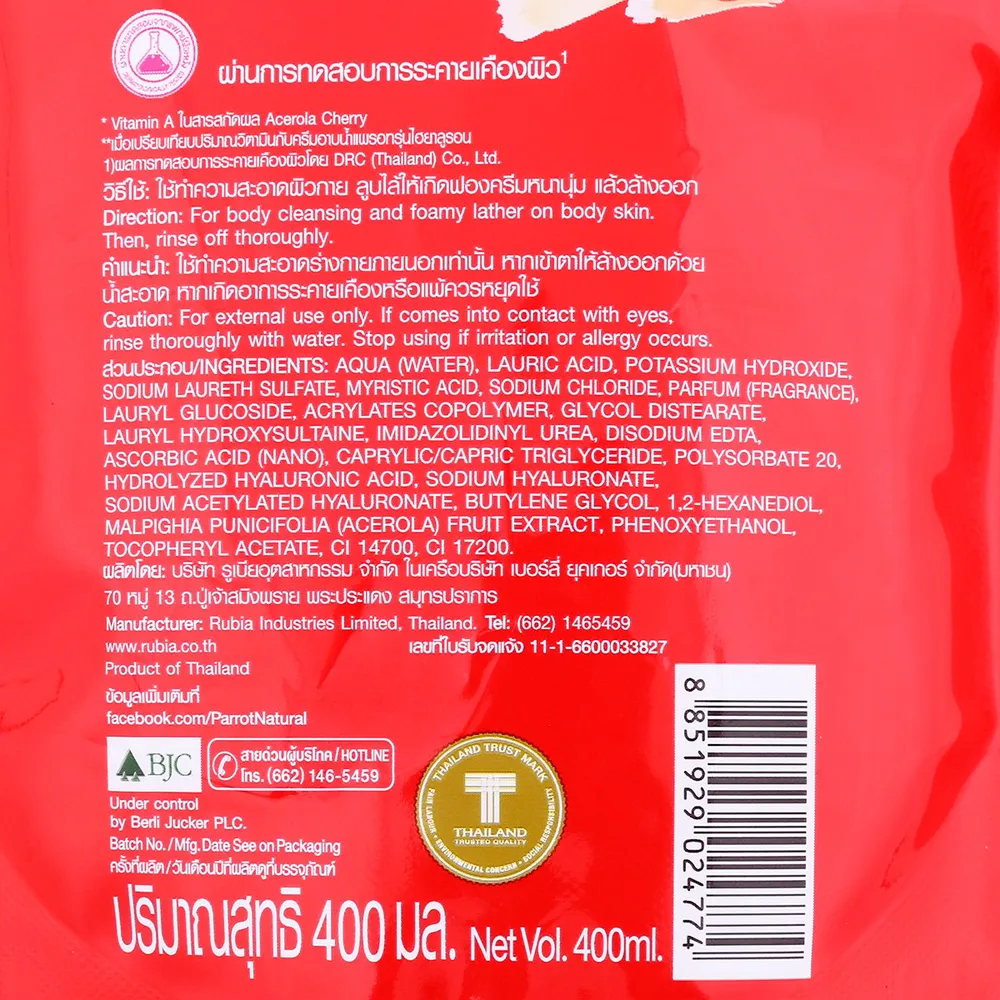 ผ่านการทดสอบการระคายเคืองผิว¹
* Vitamin A ในสารสกัดผล Acerola Cherry
**เมื่อเปรียบเทียบปริมาณวิตามินกับครีมอาบน้ำแพรอทรุ่นไฮยาลูรอน
1)ผลการทดสอบการระคายเคืองผิวโดย DRC (Thailand) Co., Ltd.
วิธีใช้: ใช้ทำความสะอาดผิวกาย ลูบไล้ให้เกิดฟองครีมหนานุ่ม แล้วล้างออก
Direction: For body cleansing and foamy lather on body skin.
Then, rinse off thoroughly.
คำแนะนำ: ใช้ทำความสะอาดร่างกายภายนอกเท่านั้น หากเข้าตาให้ล้างออกด้วย
น้ำสะอาด หากเกิดอาการระคายเคืองหรือแพ้ควรหยุดใช้
Caution: For external use only. If comes into contact with eyes,
rinse thoroughly with water. Stop using if irritation or allergy occurs.
ส่วนประกอบ/INGREDIENTS: AQUA (WATER), LAURIC ACID, POTASSIUM HYDROXIDE,
SODIUM LAURETH SULFATE, MYRISTIC ACID, SODIUM CHLORIDE, PARFUM (FRAGRANCE),
LAURYL GLUCOSIDE, ACRYLATES COPOLYMER, GLYCOL DISTEARATE,
LAURYL HYDROXYSULTAINE, IMIDAZOLIDINYL UREA, DISODIUM EDTA,
ASCORBIC ACID (NANO), CAPRYLIC/CAPRIC TRIGLYCERIDE, POLYSORBATE 20,
HYDROLYZED HYALURONIC ACID, SODIUM HYALURONATE,
SODIUM ACETYLATED HYALURONATE, BUTYLENE GLYCOL, 1,2-HEXANEDIOL,
MALPIGHIA PUNICIFOLIA (ACEROLA) FRUIT EXTRACT, PHENOXYETHANOL,
TOCOPHERYL ACETATE, CI 14700, CI 17200.
ผลิตโดย: บริษัท รูเบียอุตสาหกรรม จำกัด ในเครือบริษัท เบอร์ลี่ ยุคเกอร์ จำกัด(มหาชน)
70 หมู่ 13 ถ.ปู่เจ้าสมิงพราย พระประแดง สมุทรปราการ
Manufacturer: Rubia Industries Limited, Thailand. Tel: (662) 1465459
www.rubia.co.th เลขที่ใบรับจดแจ้ง 11-1-6600033827
Product of Thailand
ข้อมูลเพิ่มเติมที่
facebook.com/ParrotNatural
BJC สายด่วนผู้บริโภค/HOTLINE
โทร. (662) 146-5459
Under control
by Berli Jucker PLC.
Batch No./Mfg.Date See on Packaging
ครั้งที่ผลิต/วันเดือนปีที่ผลิตดูที่บรรจุภัณฑ์
THAILAND TRUST MARK
FAIR LABOUR • ENVIRONMENTAL CONCERN • SOCIAL RESPONSIBILITY
THAILAND
TRUSTED QUALITY
ปริมาณสุทธิ 400 มล. Net Vol. 400ml.
8 851929 024774